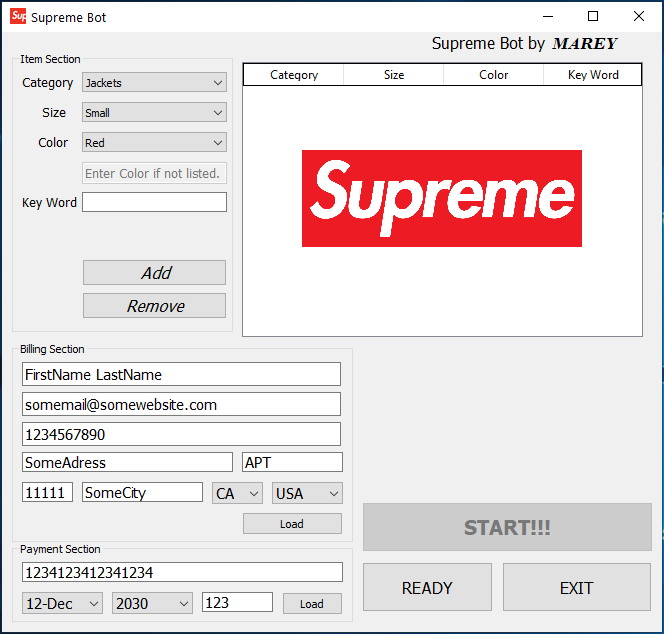 Supreme Bot
Supreme Bot by MAREY
Item Section
Category Jackets
Size Small
Color Red
Enter Color if not listed.
Key Word
Add
Remove
Category Size Color Key Word
Supreme
Billing Section
FirstName LastName
somemail@somewebsite.com
1234567890
SomeAdress APT
11111 SomeCity CA USA
Load
Payment Section
1234123412341234
12-Dec 2030 123 Load
START!!!
READY EXIT